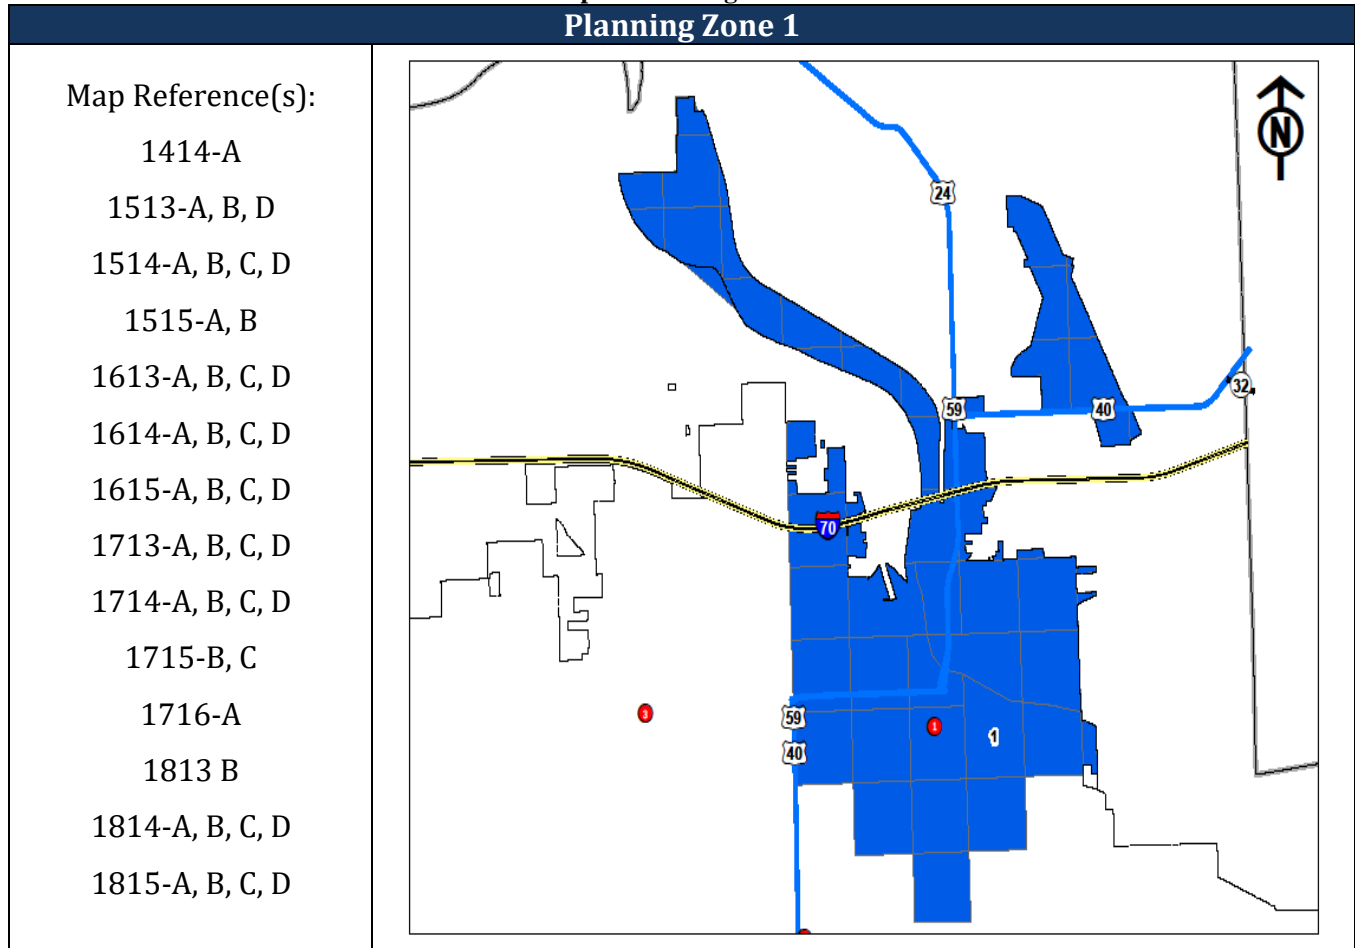 Planning Zone 1
Map Reference(s):
1414-A
1513-A, B, D
1514-A, B, C, D
1515-A, B
1613-A, B, C, D
1614-A, B, C, D
1615-A, B, C, D
1713-A, B, C, D
1714-A, B, C, D
1715-B, C
1716-A
1813 B
1814-A, B, C, D
1815-A, B, C, D
N
24
32
59
40
70
3
59
1
1
40